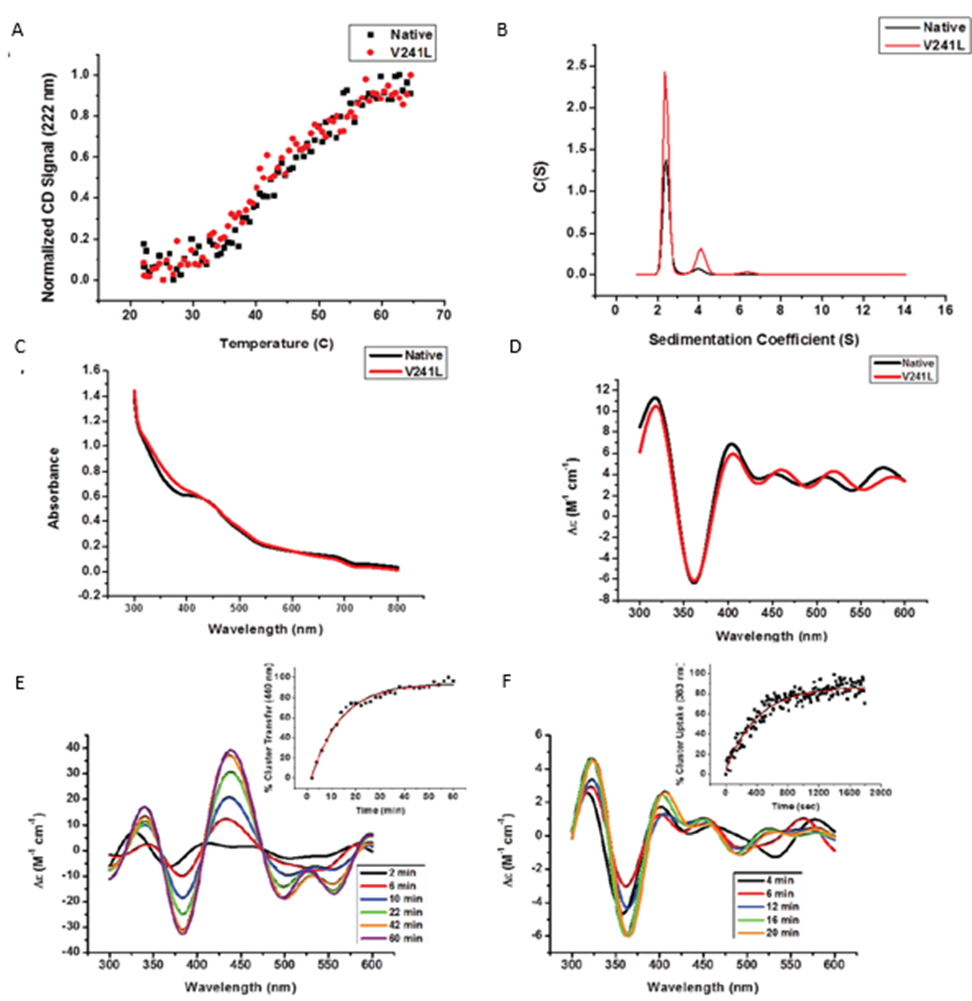 A
Native
V241L
Normalized CD Signal (222 nm)
1.0
0.8
0.6
0.4
0.2
0.0
20 30 40 50 60 70
Temperature (C)
B
Native
V241L
C(S)
2.5
2.0
1.5
1.0
0.5
0.0
0 2 4 6 8 10 12 14 16
Sedimentation Coefficient (S)
C
Native
V241L
Absorbance
1.6
1.4
1.2
1.0
0.8
0.6
0.4
0.2
0.0
-0.2
300 400 500 600 700 800
Wavelength (nm)
D
Native
V241L
Δε (M⁻¹ cm⁻¹)
12
10
8
6
4
2
0
-2
-4
-6
-8
300 350 400 450 500 550 600
Wavelength (nm)
E
% Cluster Transfer (440 nm)
100
80
60
40
20
0
0 10 20 30 40 50 60
Time (min)
Δε (M⁻¹ cm⁻¹)
40
30
20
10
0
-10
-20
-30
-40
2 min
6 min
10 min
22 min
42 min
60 min
300 350 400 450 500 550 600
Wavelength (nm)
F
% Cluster Uptake (363 nm)
100
80
60
40
20
0
0 400 800 1200 1600 2000
Time (sec)
Δε (M⁻¹ cm⁻¹)
6
4
2
0
-2
-4
-6
4 min
6 min
12 min
16 min
20 min
300 350 400 450 500 550 600
Wavelength (nm)